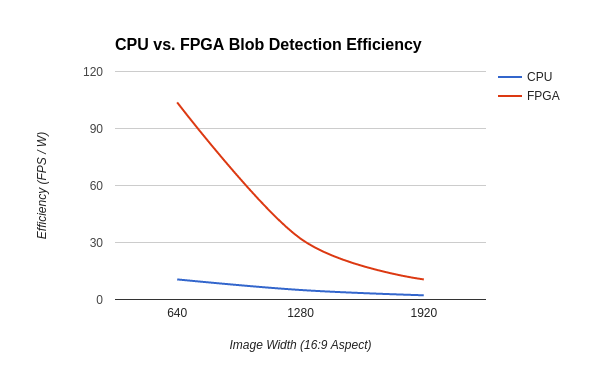 CPU vs. FPGA Blob Detection Efficiency
120
90
60
30
0
Efficiency (FPS / W)
640 1280 1920
Image Width (16:9 Aspect)
CPU
FPGA